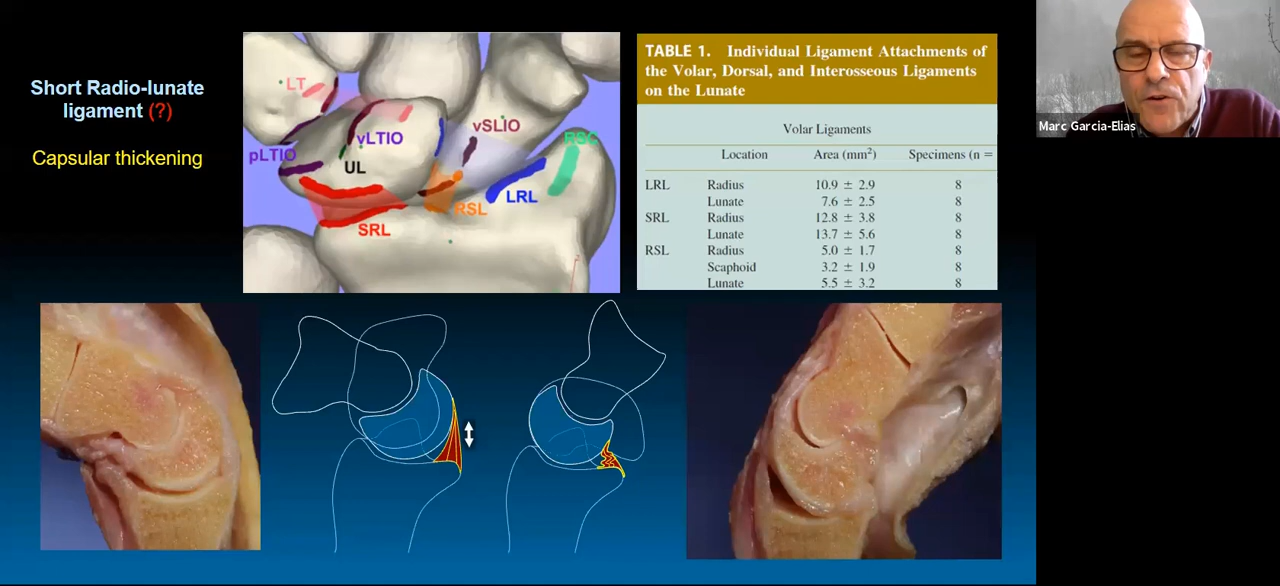 Short Radio-lunate
ligament (?)
Capsular thickening
LT
vLTIO
vSLIO
RSC
pLTIO
UL
LRL
RSL
SRL
TABLE 1. Individual Ligament Attachments of
the Volar, Dorsal, and Interosseous Ligaments
on the Lunate
Volar Ligaments
Location Area (mm²) Specimens (n =
LRL Radius 10.9 ± 2.9 8
Lunate 7.6 ± 2.5 8
SRL Radius 12.8 ± 3.8 8
Lunate 13.7 ± 5.6 8
RSL Radius 5.0 ± 1.7 8
Scaphoid 3.2 ± 1.9 8
Lunate 5.5 ± 3.2 8
Marc Garcia-Elias